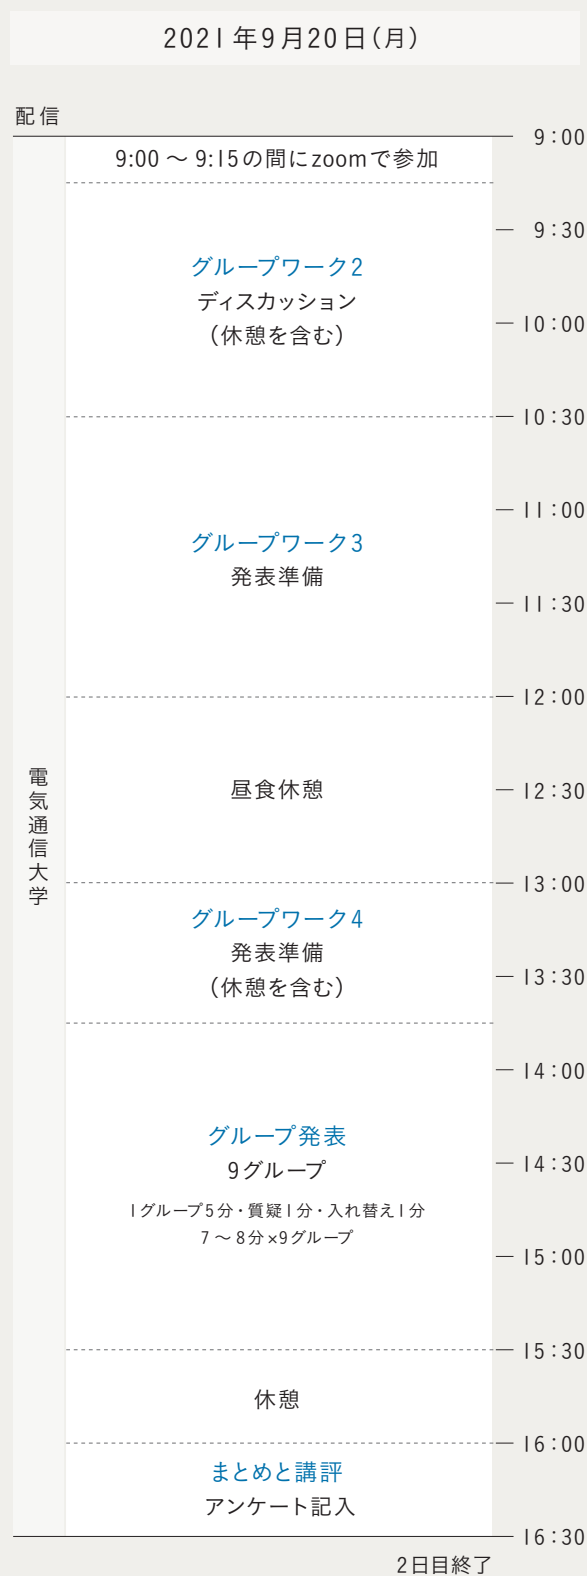 2021年9月20日(月)
配信
9:00
9:00 〜 9:15の間にzoomで参加
9:30
グループワーク2
ディスカッション
(休憩を含む)
10:00
10:30
11:00
グループワーク3
発表準備
11:30
12:00
電気通信大学
昼食休憩
12:30
13:00
グループワーク4
発表準備
(休憩を含む)
13:30
14:00
グループ発表
9グループ
14:30
1グループ5分・質疑1分・入れ替え1分
7 〜 8分×9グループ
15:00
15:30
休憩
16:00
まとめと講評
アンケート記入
16:30
2日目終了